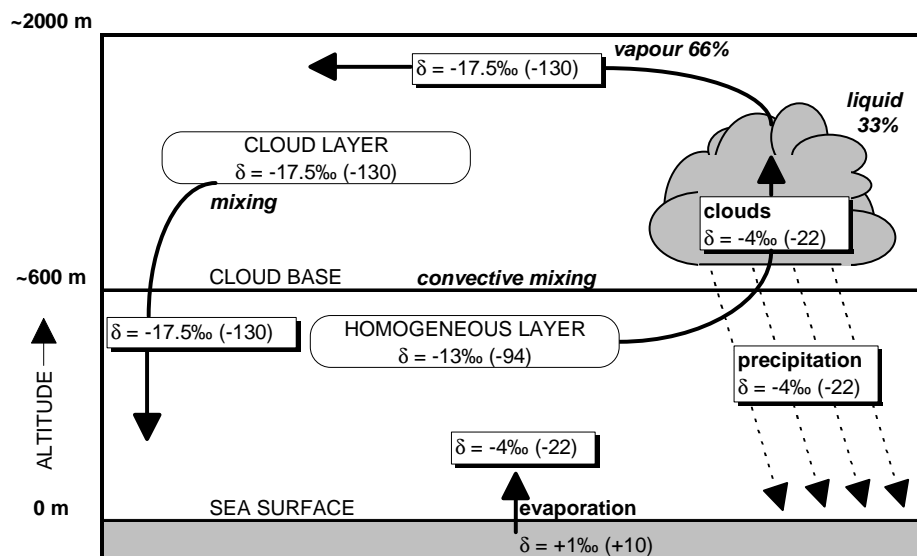 ~2000 m
vapour 66%
δ = -17.5‰ (-130)
liquid
33%
CLOUD LAYER
δ = -17.5‰ (-130)
mixing
clouds
δ = -4‰ (-22)
~600 m
CLOUD BASE
convective mixing
δ = -17.5‰ (-130)
HOMOGENEOUS LAYER
δ = -13‰ (-94)
precipitation
δ = -4‰ (-22)
ALTITUDE
δ = -4‰ (-22)
0 m
SEA SURFACE
evaporation
δ = +1‰ (+10)